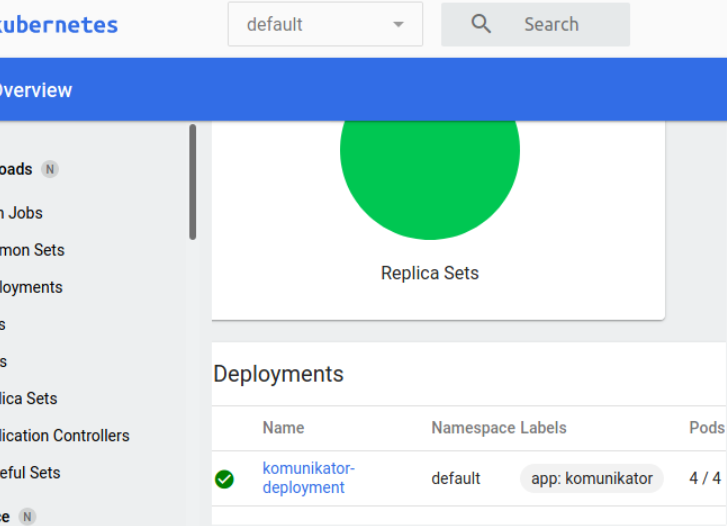 kubernetes
default
Search
Overview
oads N
n Jobs
mon Sets
loyments
s
s
lica Sets
lication Controllers
eful Sets
ce N
Replica Sets
Deployments
Name Namespace Labels Pods
komunikator-
deployment
default app: komunikator 4 / 4